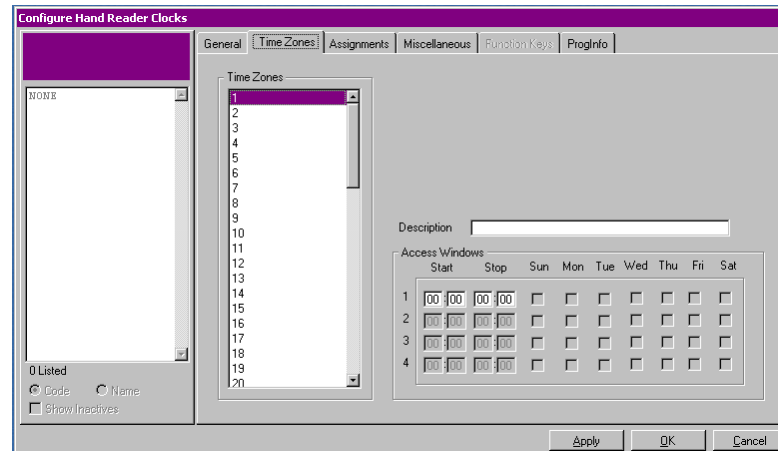 Configure Hand Reader Clocks
General Time Zones Assignments Miscellaneous Function Keys ProgInfo
NONE
0 Listed
Code Name
Show Inactives
Time Zones
1
2
3
4
5
6
7
8
9
10
11
12
13
14
15
16
17
18
19
20
Description
Access Windows
Start Stop Sun Mon Tue Wed Thu Fri Sat
1 00:00 00:00
2 00:00 00:00
3 00:00 00:00
4 00:00 00:00
Apply OK Cancel